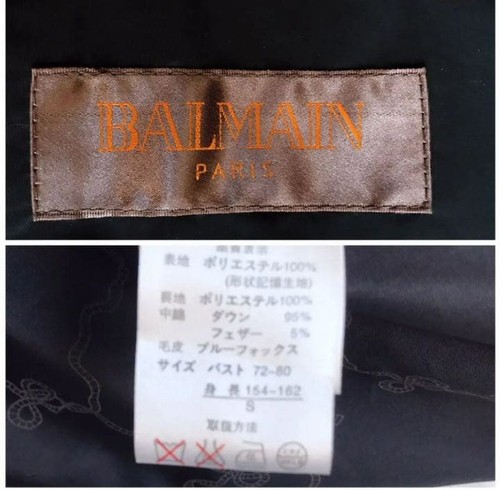 BALMAIN
PARIS
品質表示
表地 ポリエステル100%
(形状記憶生地)
裏地 ポリエステル100%
中綿 ダウン 95%
フェザー 5%
毛皮 ブルーフォックス
サイズ バスト 72-80
身 長 154-162
S
取扱方法